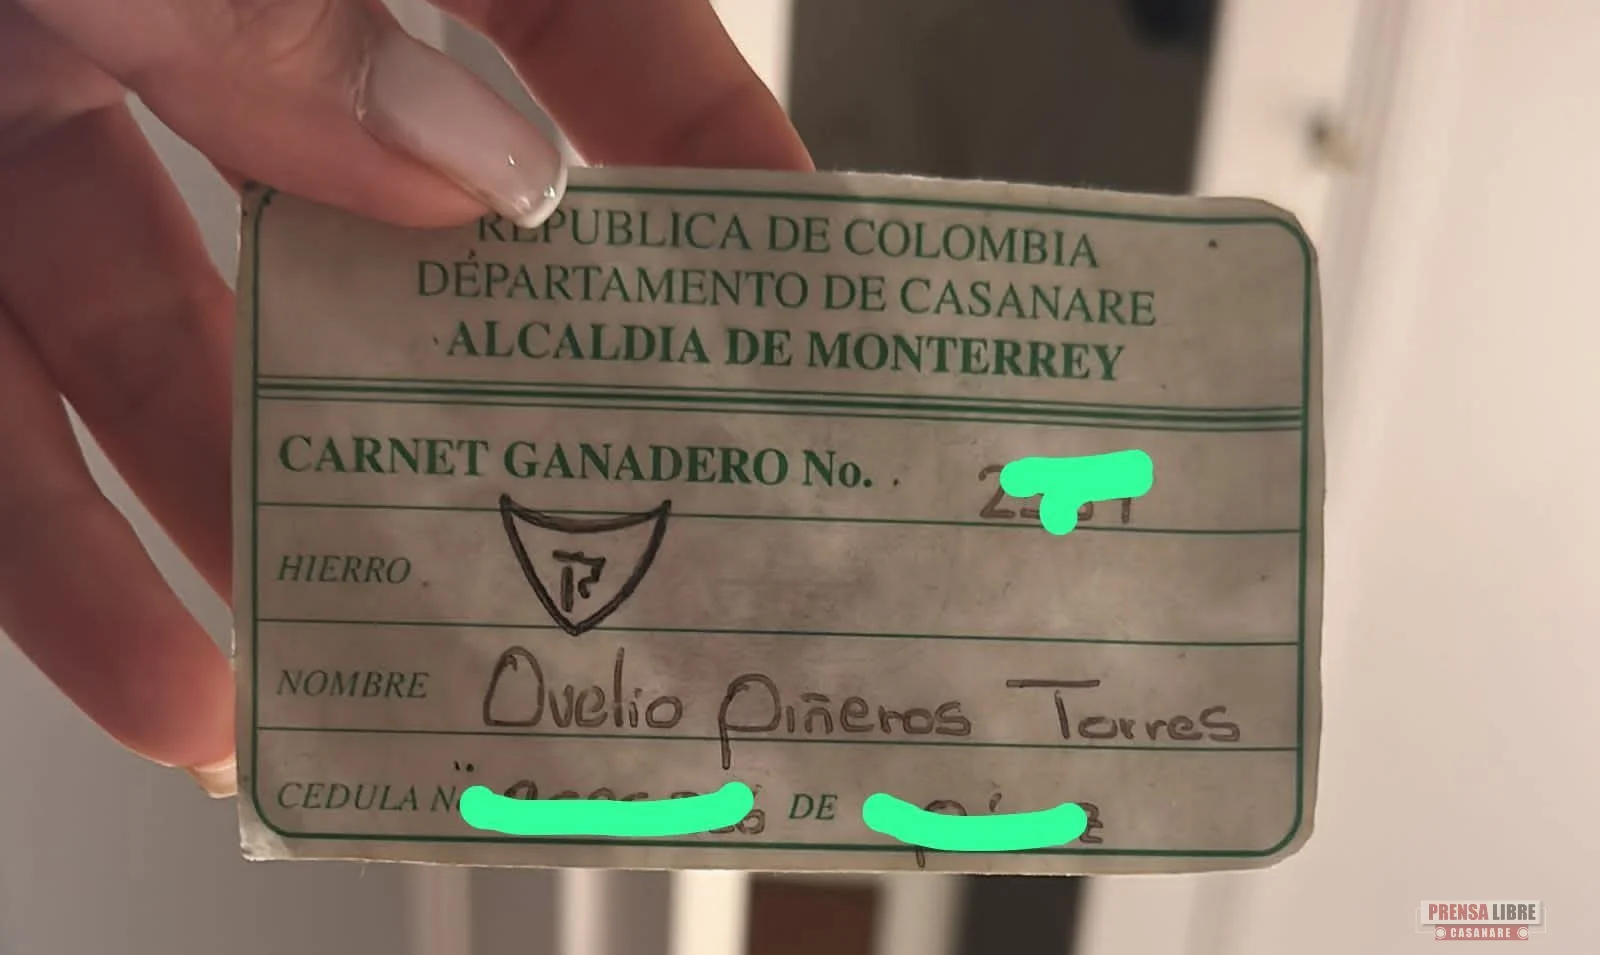 REPUBLICA DE COLOMBIA
DEPARTAMENTO DE CASANARE
ALCALDIA DE MONTERREY
CARNET GANADERO No.
HIERRO
NOMBRE Ovelio Piñeros Torres
CEDULA DE
PRENSA LIBRE
CASANARE